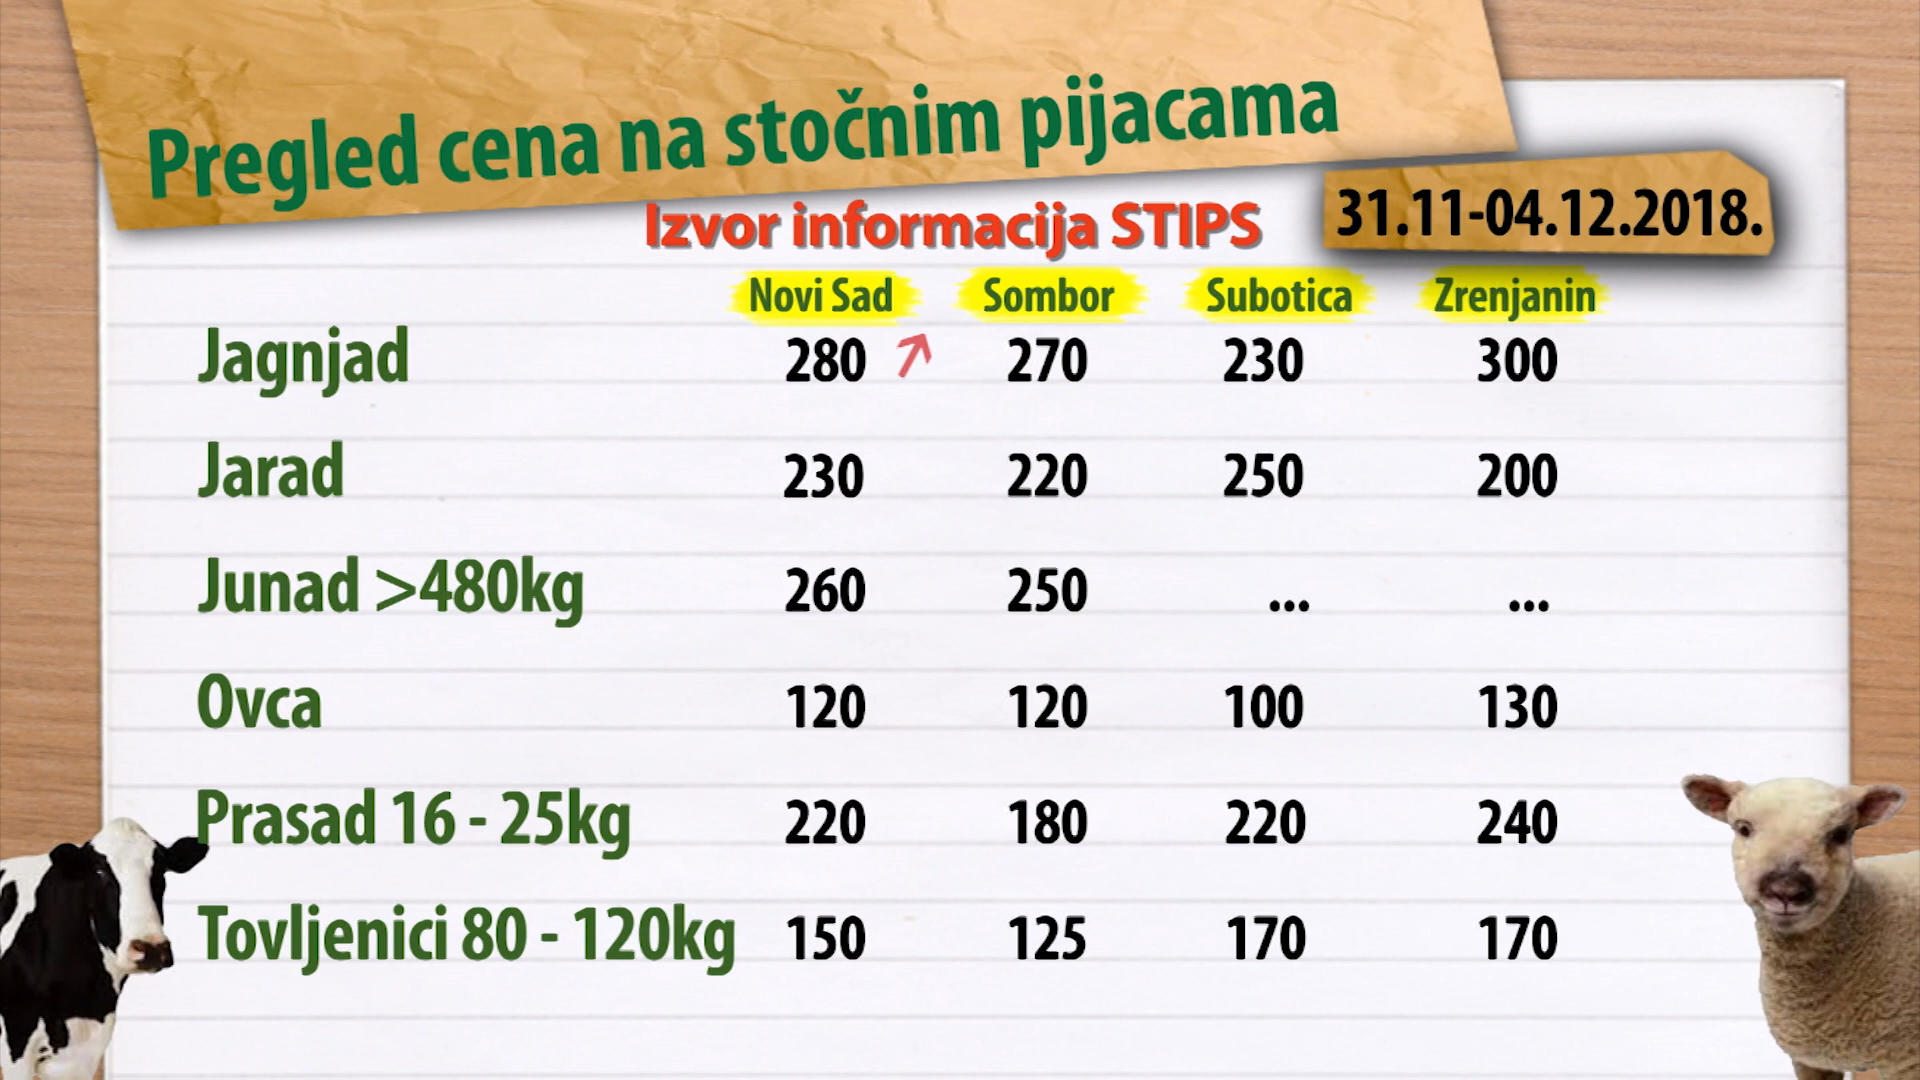 Pregled cena na stočnim pijacama
Izvor informacija STIPS 31.11-04.12.2018.
Novi Sad Sombor Subotica Zrenjanin
Jagnjad 280 270 230 300
Jarad 230 220 250 200
Junad >480kg 260 250 ... ...
Ovca 120 120 100 130
Prasad 16 - 25kg 220 180 220 240
Tovljenici 80 - 120kg 150 125 170 170